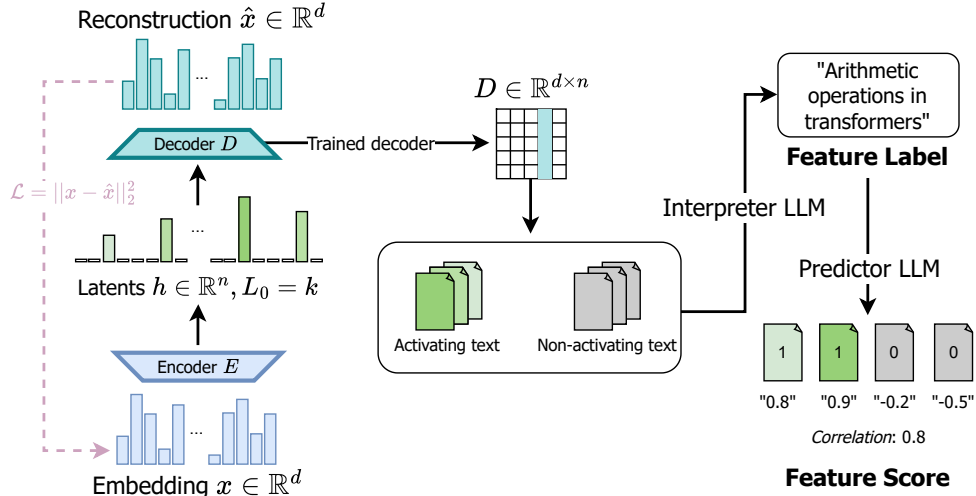 Reconstruction x̂ ∈ ℝ^d
...
...
Decoder D
ℒ = ||x − x̂||₂²
...
...
Latents h ∈ ℝⁿ, L₀ = k
Encoder E
...
...
Embedding x ∈ ℝ^d
Trained decoder
D ∈ ℝ^{d×n}
Activating text
Non-activating text
Interpreter LLM
"Arithmetic
operations in
transformers"
Feature Label
Predictor LLM
1 1 0 0
"0.8" "0.9" "-0.2" "-0.5"
Correlation: 0.8
Feature Score